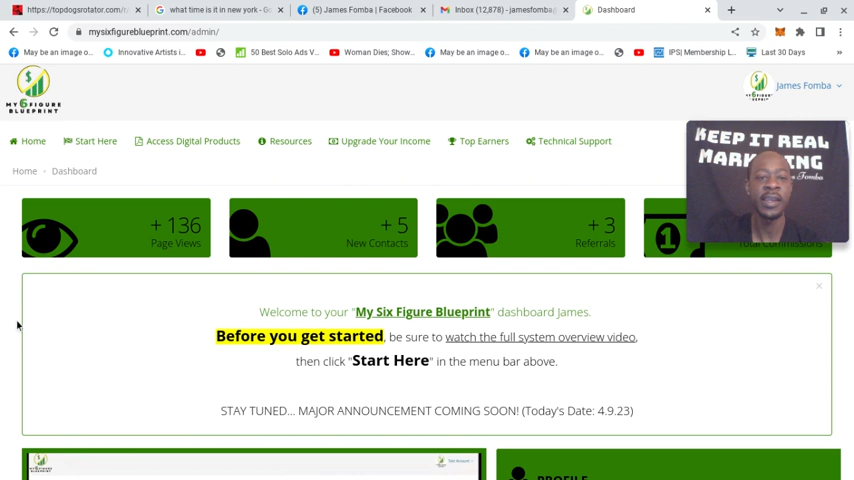 https://topdogsrotator.com/r/
what time is it in new york - Go
(5) James Fomba | Facebook
Inbox (12,878) - jamesfomba@
Dashboard
mysixfigureblueprint.com/admin/
May be an image o...
Innovative Artists i...
50 Best Solo Ads V...
Woman Dies; Show...
May be an image o...
May be an image o...
IPS| Membership L...
Last 30 Days
»
MY 6 FIGURE
BLUEPRINT
James Fomba
Home
Start Here
Access Digital Products
Resources
Upgrade Your Income
Top Earners
Technical Support
KEEP IT REAL
MARKETING
Fomba
Home
Dashboard
+ 136
Page Views
+ 5
New Contacts
+ 3
Referrals
1
Total Commissions
×
Welcome to your "My Six Figure Blueprint" dashboard James.
Before you get started, be sure to watch the full system overview video,
then click "Start Here" in the menu bar above.
STAY TUNED... MAJOR ANNOUNCEMENT COMING SOON! (Today's Date: 4.9.23)
PROFILE